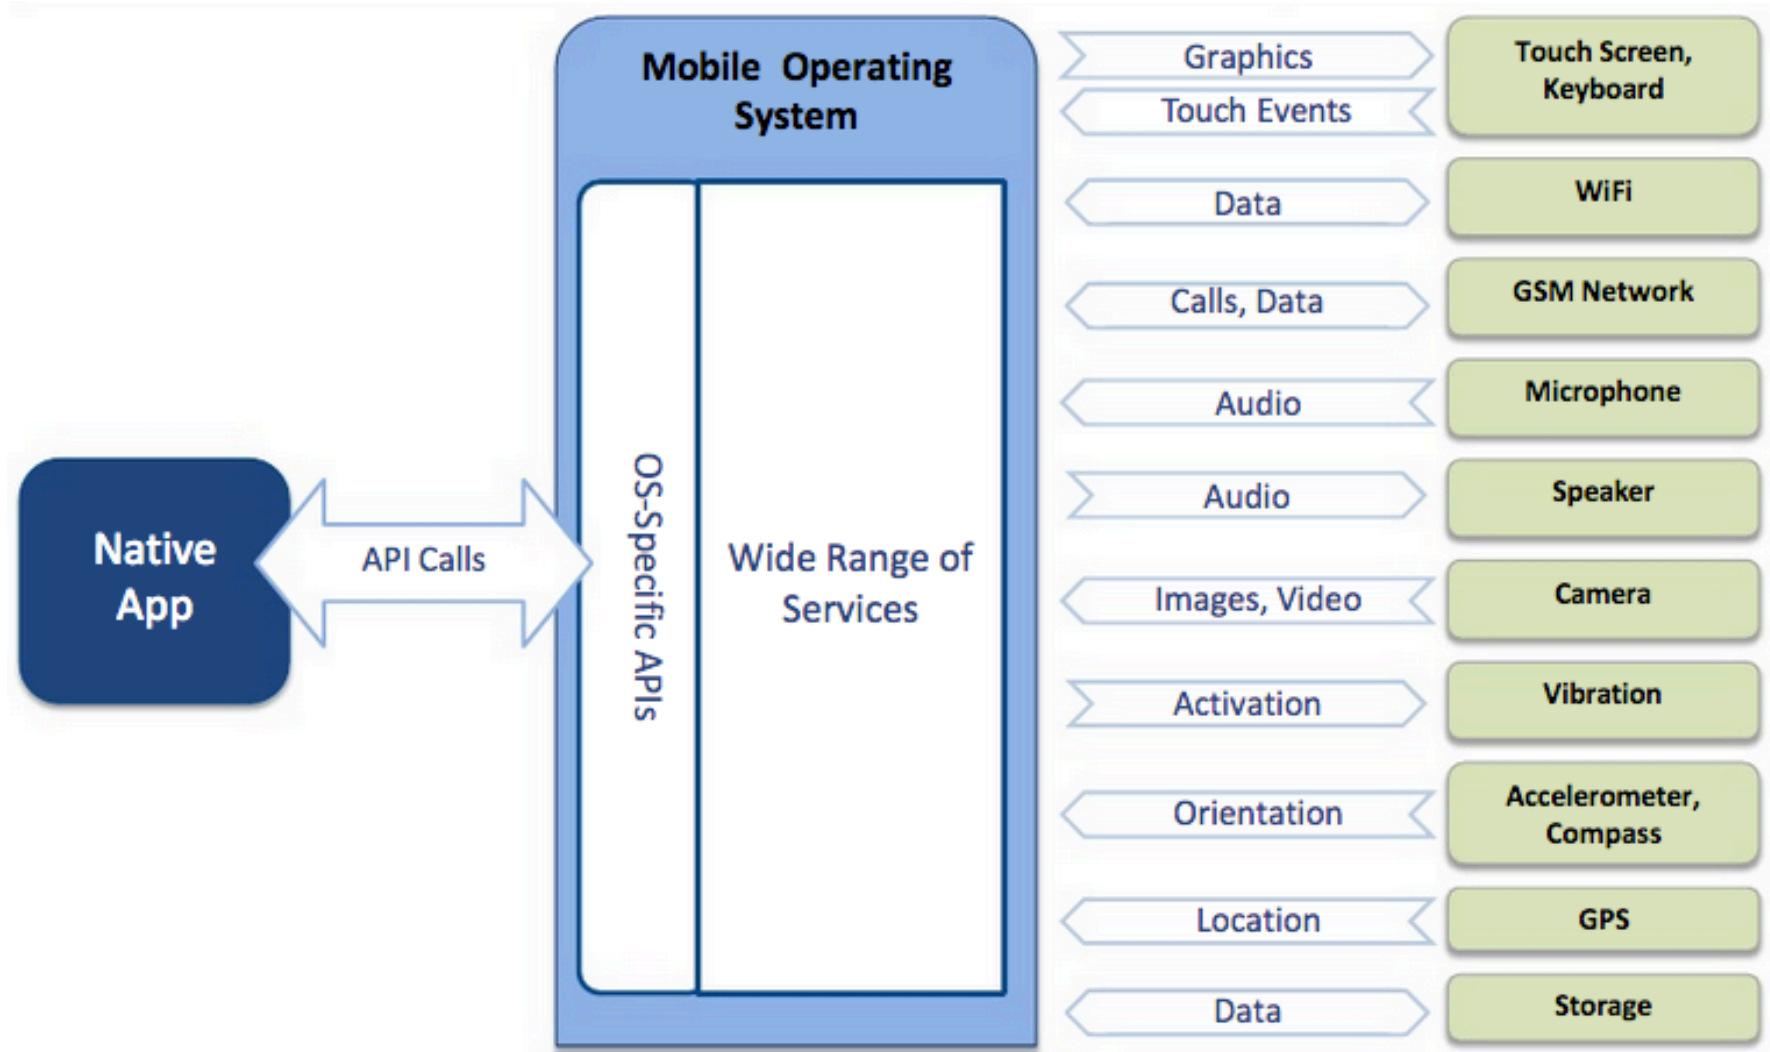 Mobile Operating
System
Graphics
Touch Events
Touch Screen,
Keyboard
Data
WiFi
Calls, Data
GSM Network
Audio
Microphone
Audio
Speaker
Native
App
API Calls
OS-Specific APIs
Wide Range of
Services
Images, Video
Camera
Activation
Vibration
Orientation
Accelerometer,
Compass
Location
GPS
Data
Storage